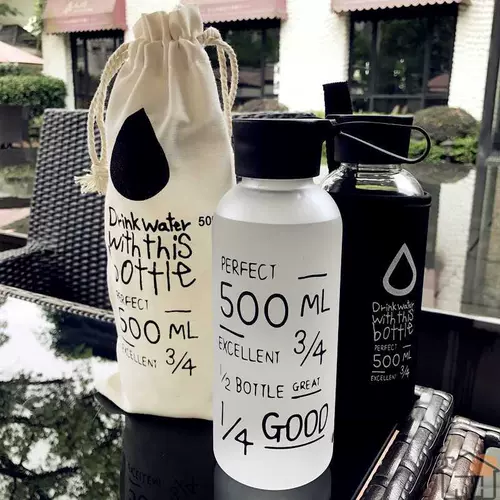 Drink water
with this
bottle
PERFECT
500 ML
EXCELLENT 3/4
50
PERFECT
500 ML
EXCELLENT 3/4
1/2 BOTTLE GREAT
1/4 GOOD
Drink water
with this
bottle
PERFECT
500 ML
EXCELLENT 3/4